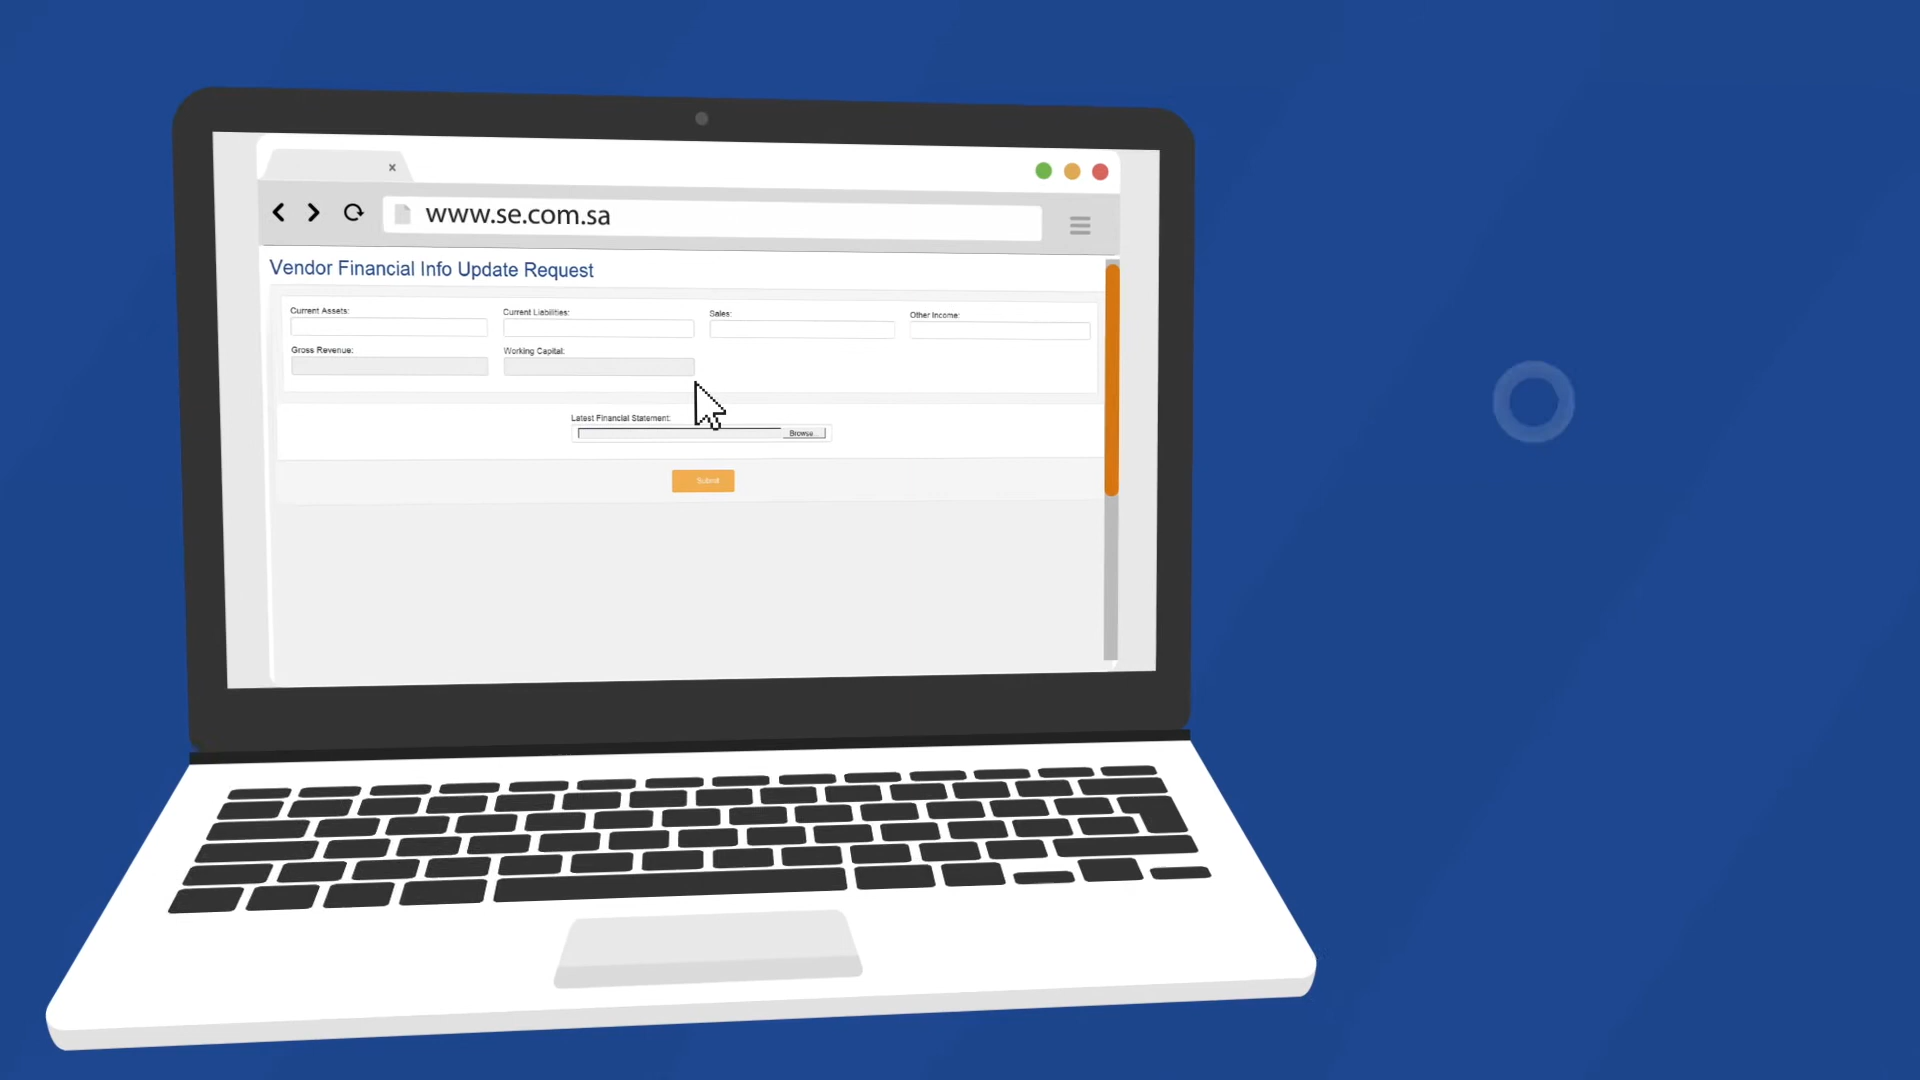 www.se.com.sa
Vendor Financial Info Update Request
Current Assets: Current Liabilities: Sales: Other Income:
Gross Revenue: Working Capital:
Latest Financial Statement:
Browse...
Submit